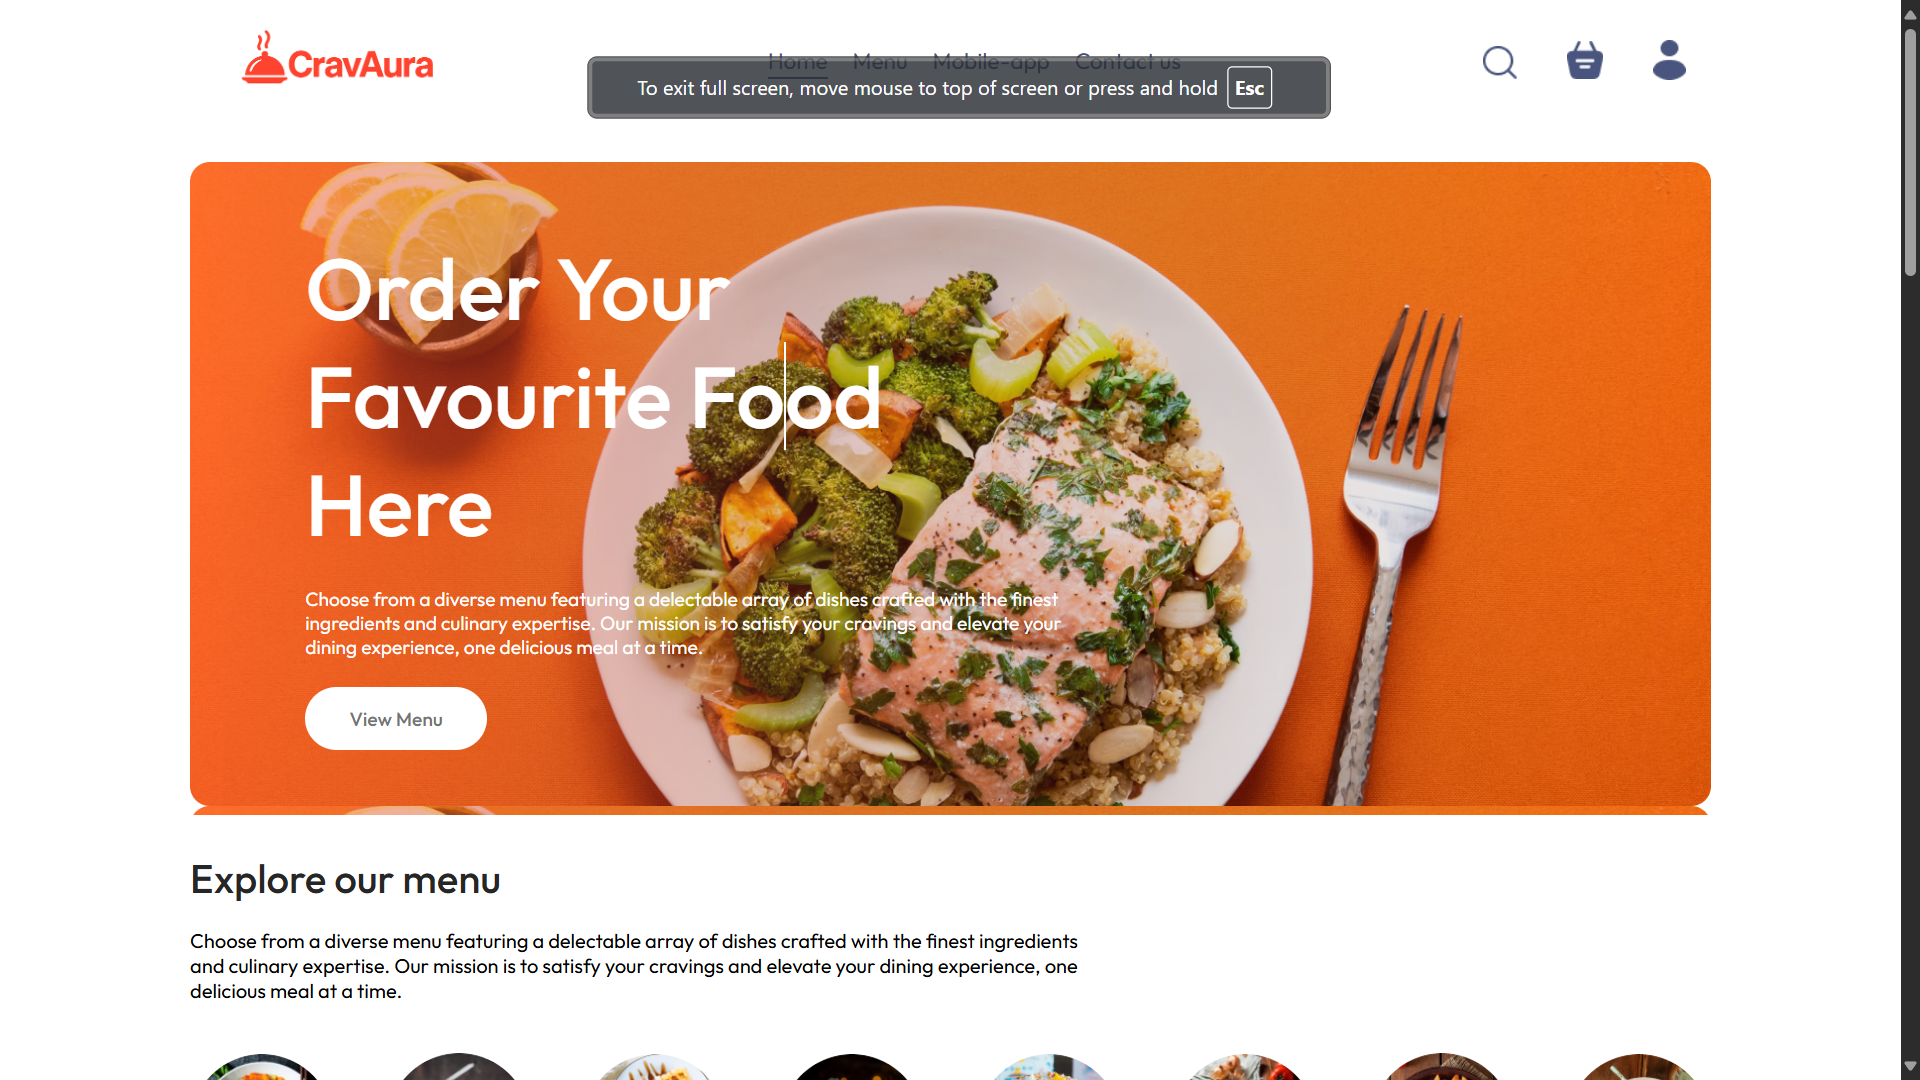 CravAura
Home Menu Mobile-app Contact us
To exit full screen, move mouse to top of screen or press and hold Esc
Order Your
Favourite Food
Here
Choose from a diverse menu featuring a delectable array of dishes crafted with the finest
ingredients and culinary expertise. Our mission is to satisfy your cravings and elevate your
dining experience, one delicious meal at a time.
View Menu
Explore our menu
Choose from a diverse menu featuring a delectable array of dishes crafted with the finest ingredients
and culinary expertise. Our mission is to satisfy your cravings and elevate your dining experience, one
delicious meal at a time.